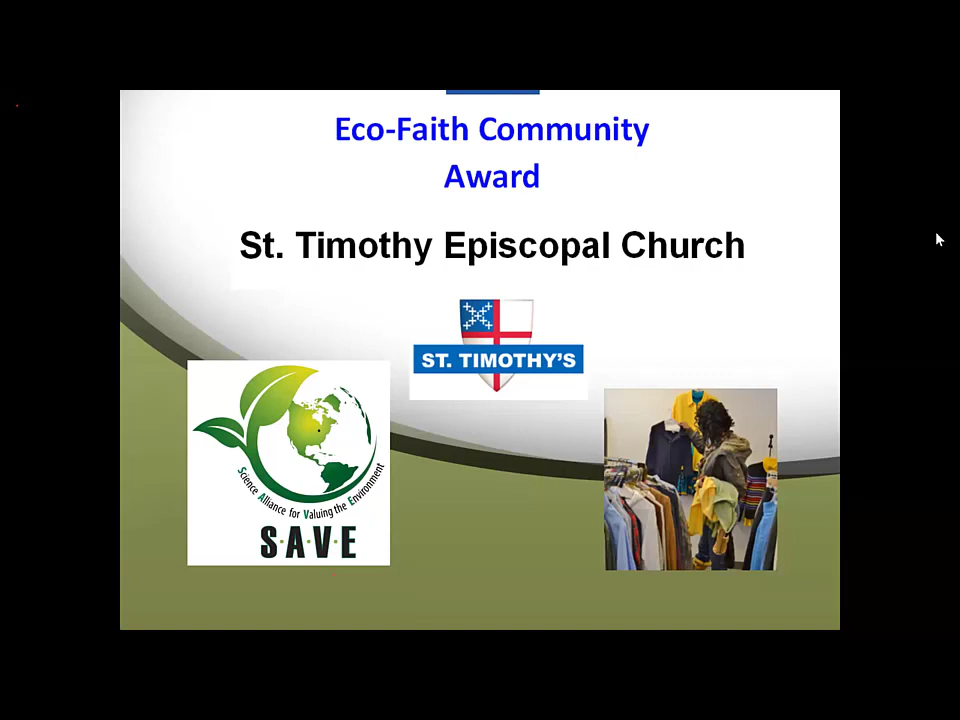 Eco-Faith Community
Award
St. Timothy Episcopal Church
ST. TIMOTHY'S
Science Alliance for Valuing the Environment
S·A·V·E